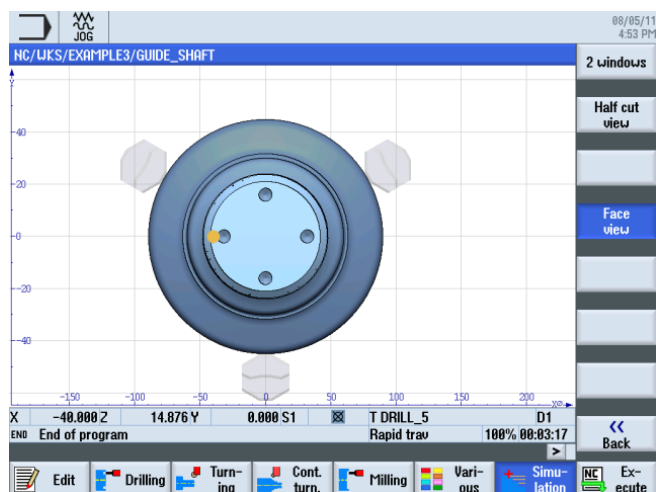 JOG
08/05/11
4:53 PM
NC/WKS/EXAMPLE3/GUIDE_SHAFT
2 windows
Half cut
view
Face
view
Y
40
20
0
-20
-40
-150
-100
-50
0
50
100
150
200
X -40.000 Z 14.876 Y 0.000 S1 T DRILL_5 D1
END End of program Rapid trav 100% 00:03:17
<<
Back
>
Edit
Drilling
Turn-
ing
Cont.
turn.
Milling
Vari-
ous
Simu-
lation
NC
Ex-
ecute